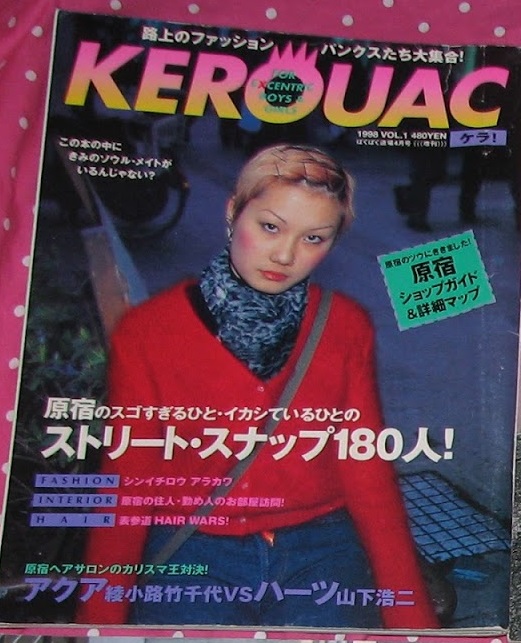 路上のファッション パンクスたち大集合!
KEROUAC
FOR
EXCENTRIC
BOYS &
GIRLS
1998 VOL.1 480YEN
ケラ!
この本の中に
きみのソウル・メイトが
いるんじゃない?
原宿のソウにききました!
原宿
ショップガイド
&詳細マップ
原宿のスゴすぎるひと・イカシているひとの
ストリート・スナップ180人!
FASHION シンイチロウ アラカワ
INTERIOR 原宿の住人・勤め人のお部屋訪問!
HAIR 表参道HAIR WARS!
原宿ヘアサロンのカリスマ王対決!
アクア綾小路竹千代VSハーツ山下浩二